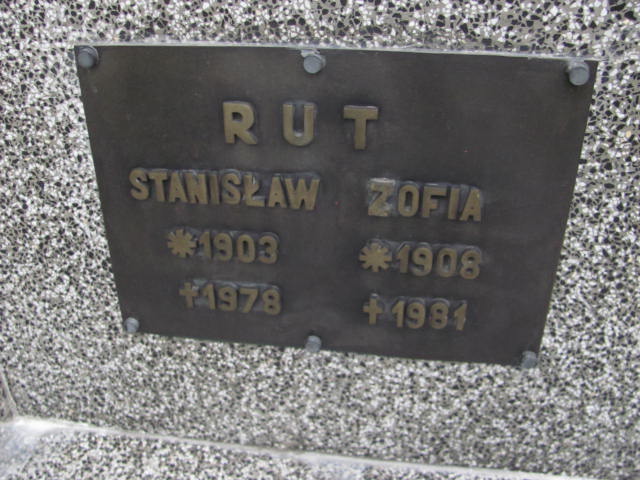 RUT
STANISŁAW ZOFIA
*1903 *1908
†1978 †1981